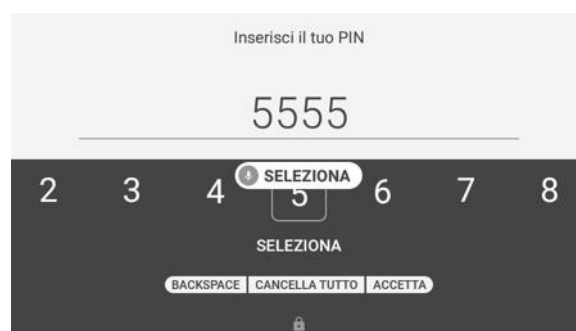 Inserisci il tuo PIN
5555
SELEZIONA
2 3 4 5 6 7 8
SELEZIONA
BACKSPACE CANCELLA TUTTO ACCETTA